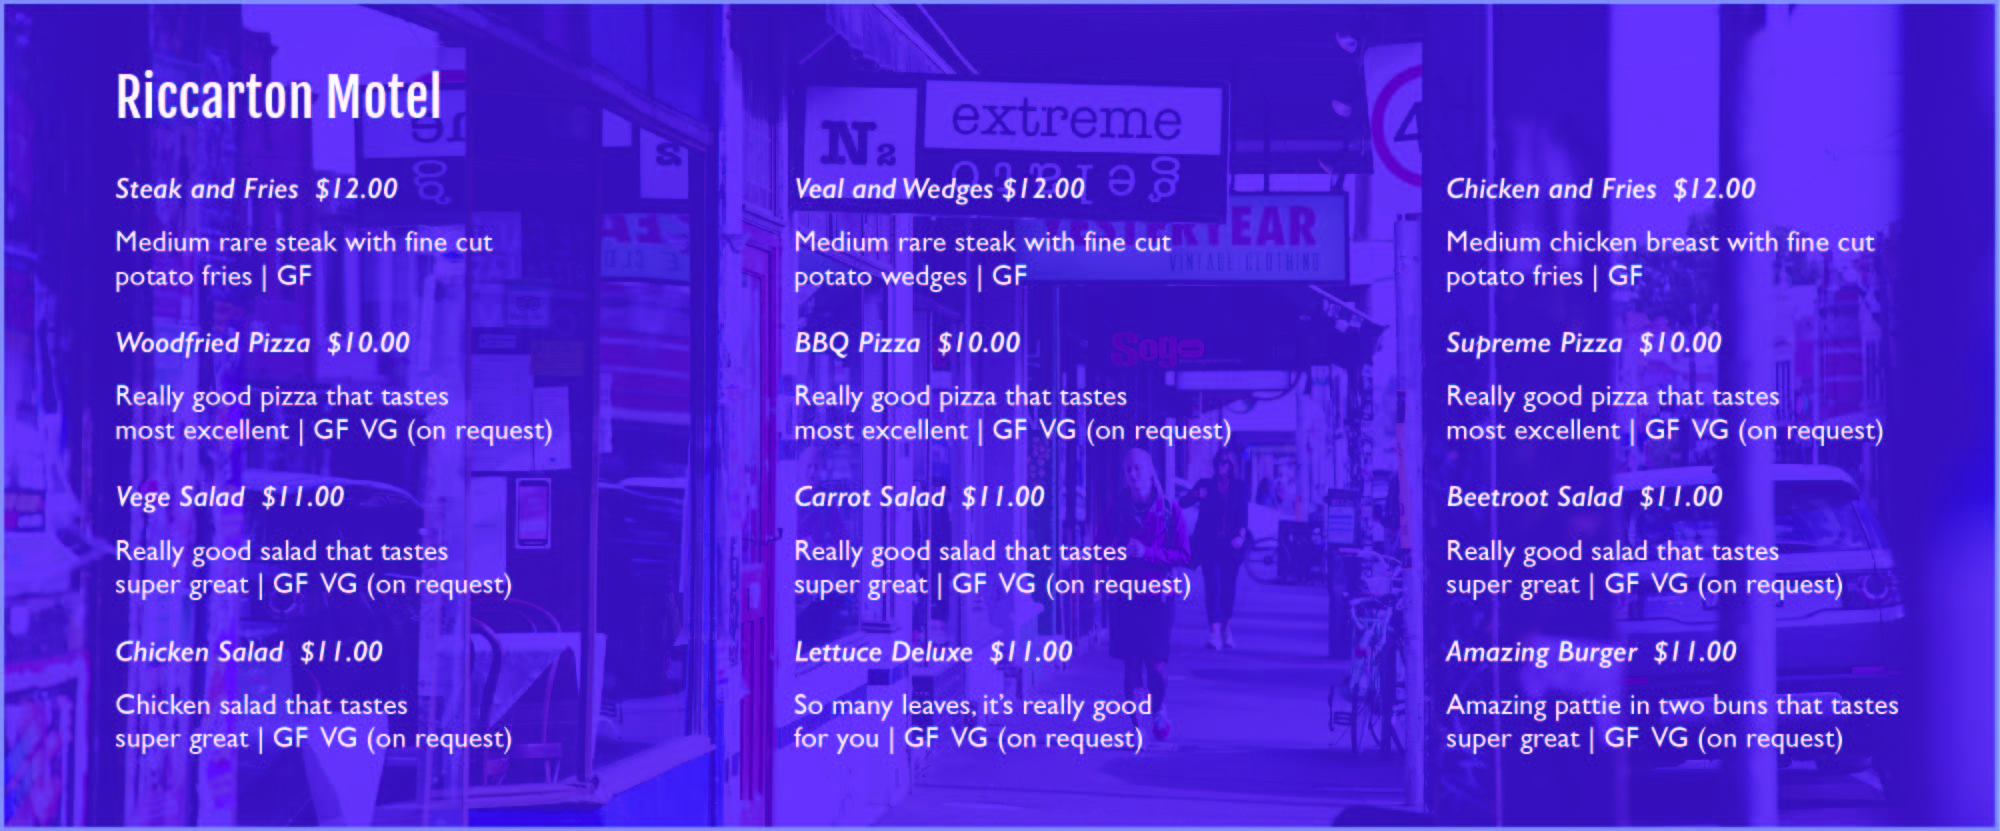 Riccarton Motel
Steak and Fries $12.00
Medium rare steak with fine cut
potato fries | GF
Woodfried Pizza $10.00
Really good pizza that tastes
most excellent | GF VG (on request)
Vege Salad $11.00
Really good salad that tastes
super great | GF VG (on request)
Chicken Salad $11.00
Chicken salad that tastes
super great | GF VG (on request)
N2
extreme
gelato
Veal and Wedges $12.00
Medium rare steak with fine cut
potato wedges | GF
YESTERYEAR
VINTAGE CLOTHING
BBQ Pizza $10.00
Really good pizza that tastes
most excellent | GF VG (on request)
Carrot Salad $11.00
Really good salad that tastes
super great | GF VG (on request)
Lettuce Deluxe $11.00
So many leaves, it’s really good
for you | GF VG (on request)
4
Chicken and Fries $12.00
Medium chicken breast with fine cut
potato fries | GF
Supreme Pizza $10.00
Really good pizza that tastes
most excellent | GF VG (on request)
Beetroot Salad $11.00
Really good salad that tastes
super great | GF VG (on request)
Amazing Burger $11.00
Amazing pattie in two buns that tastes
super great | GF VG (on request)